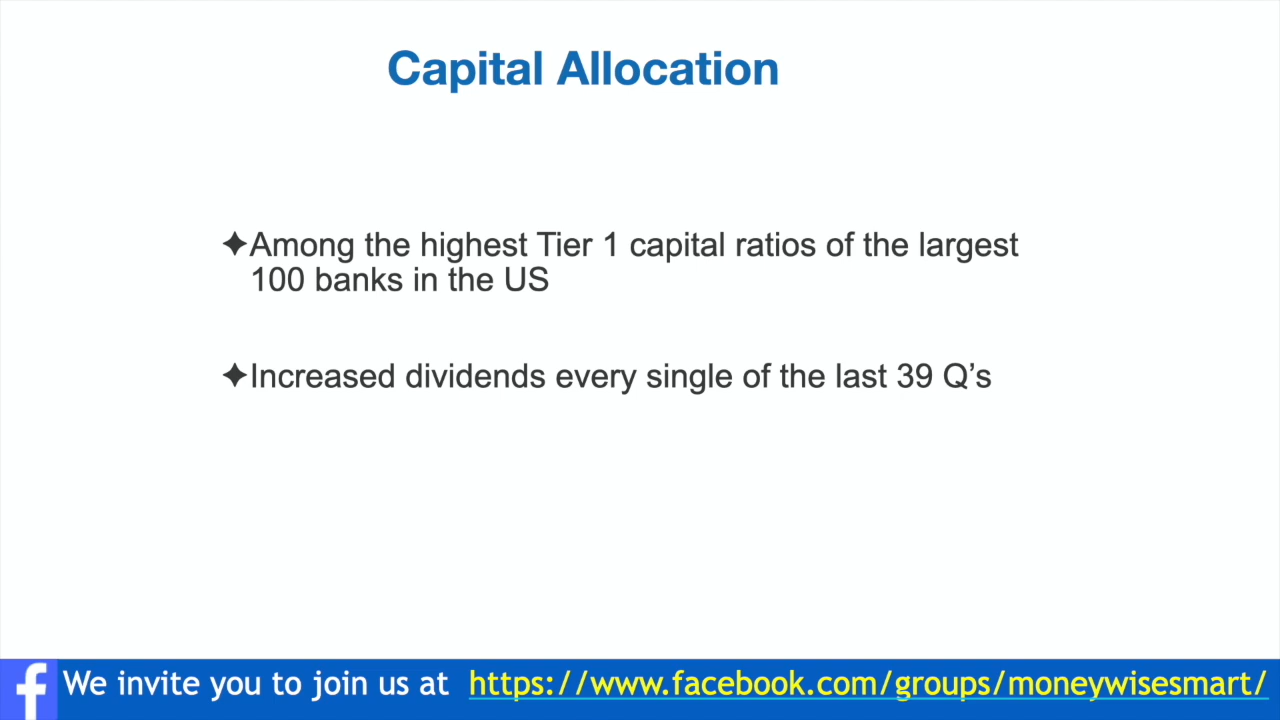 Capital Allocation
✦Among the highest Tier 1 capital ratios of the largest
100 banks in the US
✦Increased dividends every single of the last 39 Q’s
We invite you to join us at https://www.facebook.com/groups/moneywisesmart/